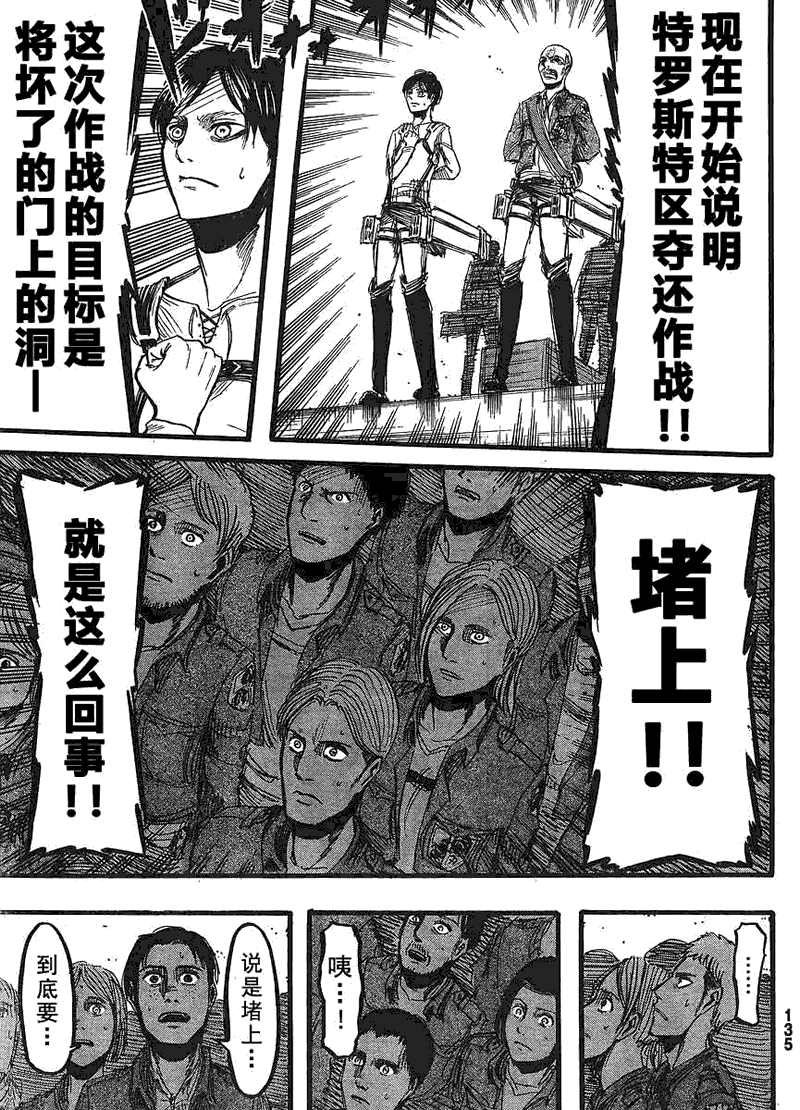 现在开始说明
特罗斯特区夺还作战!!
这次作战的目标是
将坏了的门上的洞—
堵上!!
就是这么回事!!
……
咦…!
说是堵上…
到底要…
135